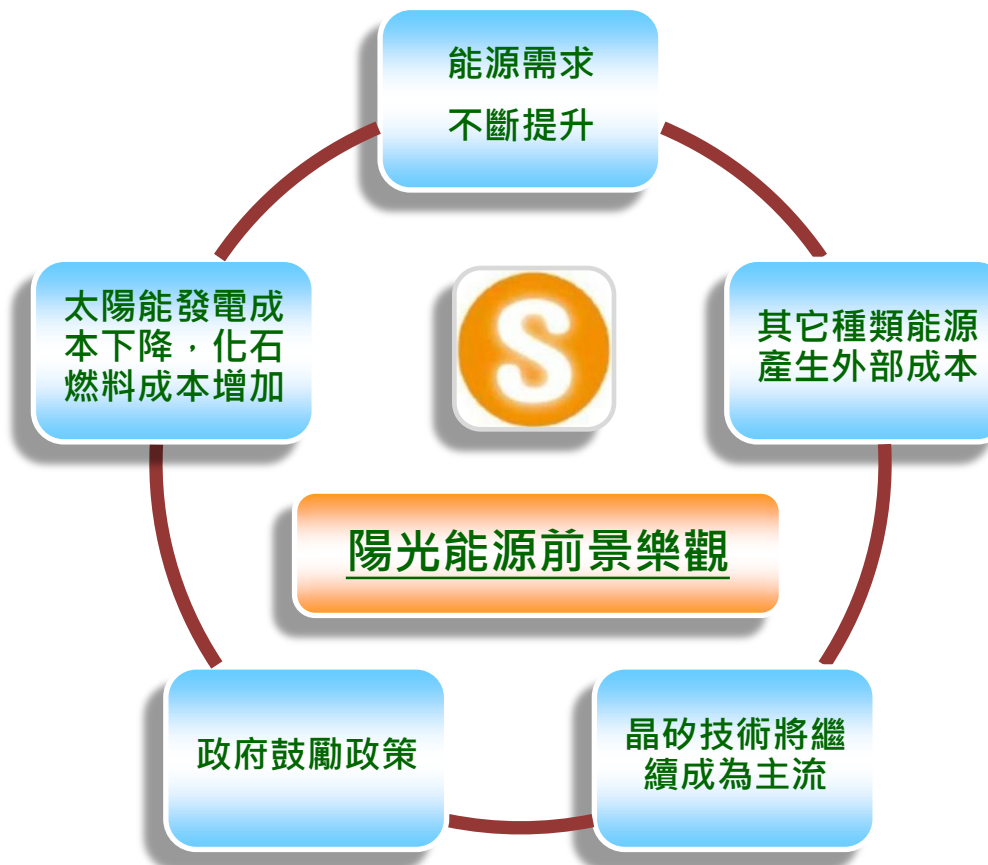 能源需求
不斷提升
太陽能發電成
本下降，化石
燃料成本增加
S
其它種類能源
產生外部成本
陽光能源前景樂觀
政府鼓勵政策
晶矽技術將繼
續成為主流